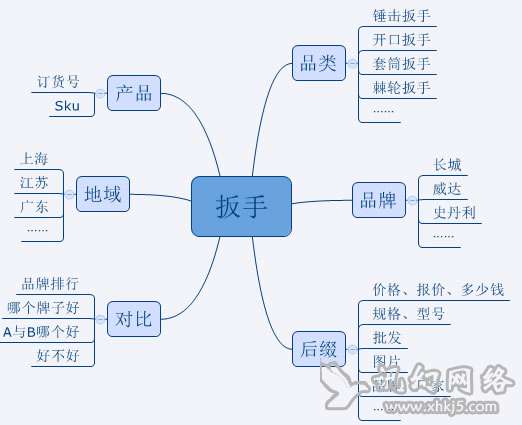 扳手
产品
订货号
Sku
地域
上海
江苏
广东
……
对比
品牌排行
哪个牌子好
A与B哪个好
好不好
品类
锤击扳手
开口扳手
套筒扳手
棘轮扳手
……
品牌
长城
威达
史丹利
……
后缀
价格、报价、多少钱
规格、型号
批发
图片
品牌、厂家
……
www.xhkj5.com